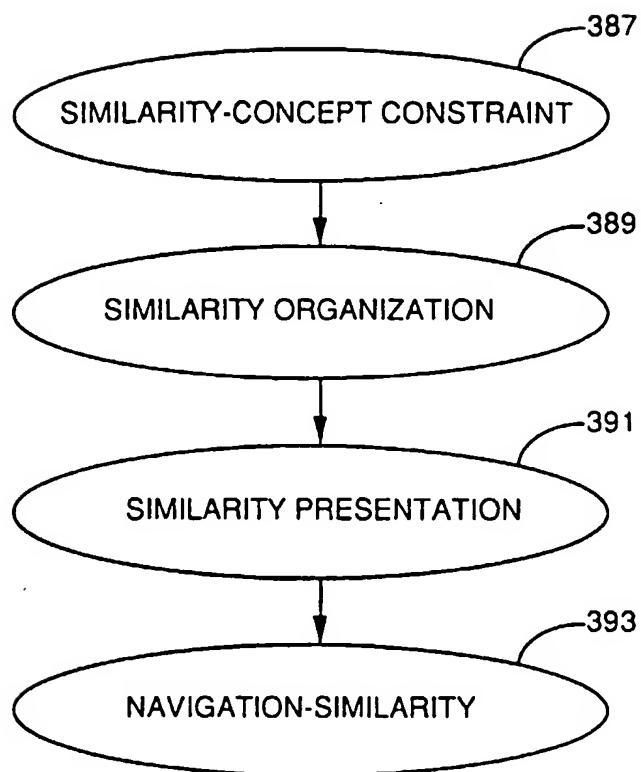 387
SIMILARITY-CONCEPT CONSTRAINT
389
SIMILARITY ORGANIZATION
391
SIMILARITY PRESENTATION
393
NAVIGATION-SIMILARITY